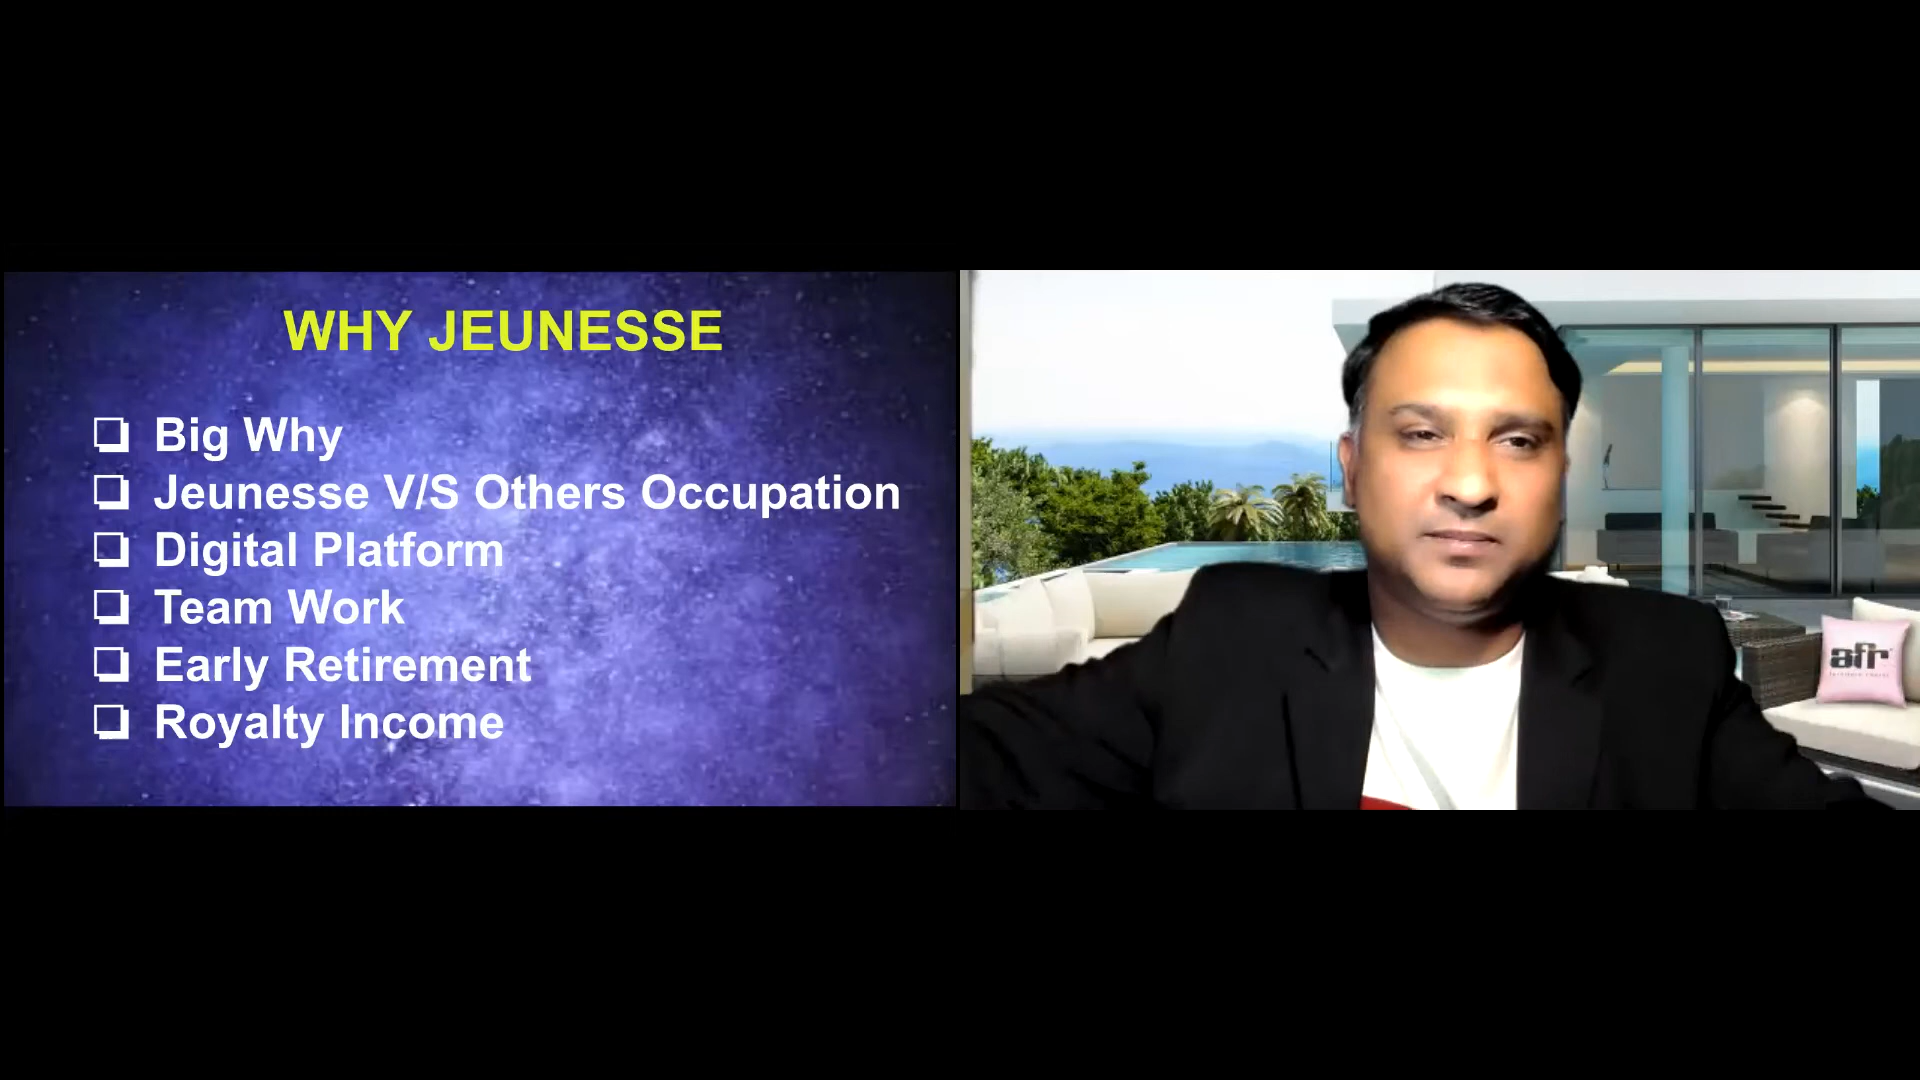 WHY JEUNESSE
❏ Big Why
❏ Jeunesse V/S Others Occupation
❏ Digital Platform
❏ Team Work
❏ Early Retirement
❏ Royalty Income
afr